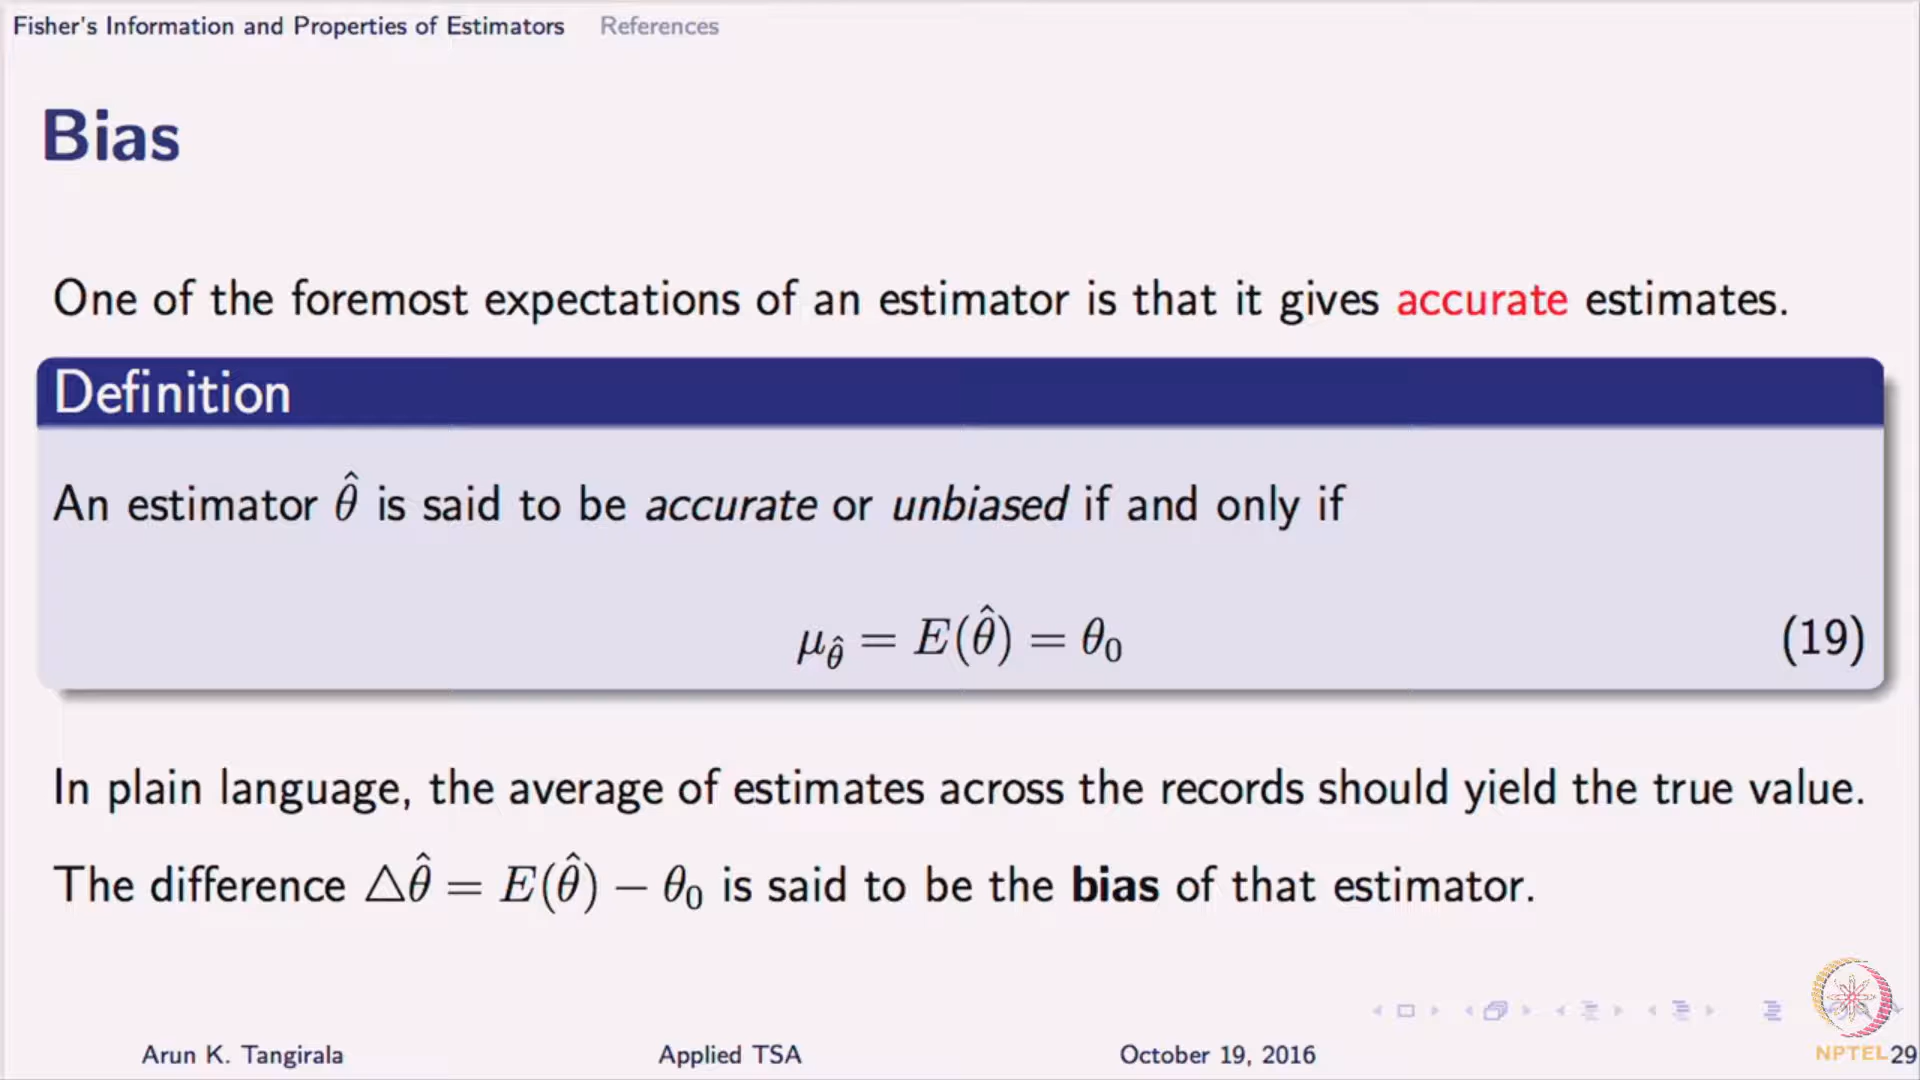 Fisher's Information and Properties of Estimators References
Bias
One of the foremost expectations of an estimator is that it gives accurate estimates.
Definition
An estimator θ̂ is said to be accurate or unbiased if and only if
μ_θ̂ = E(θ̂) = θ₀ (19)
In plain language, the average of estimates across the records should yield the true value.
The difference △θ̂ = E(θ̂) − θ₀ is said to be the bias of that estimator.
Arun K. Tangirala Applied TSA October 19, 2016 NPTEL 29